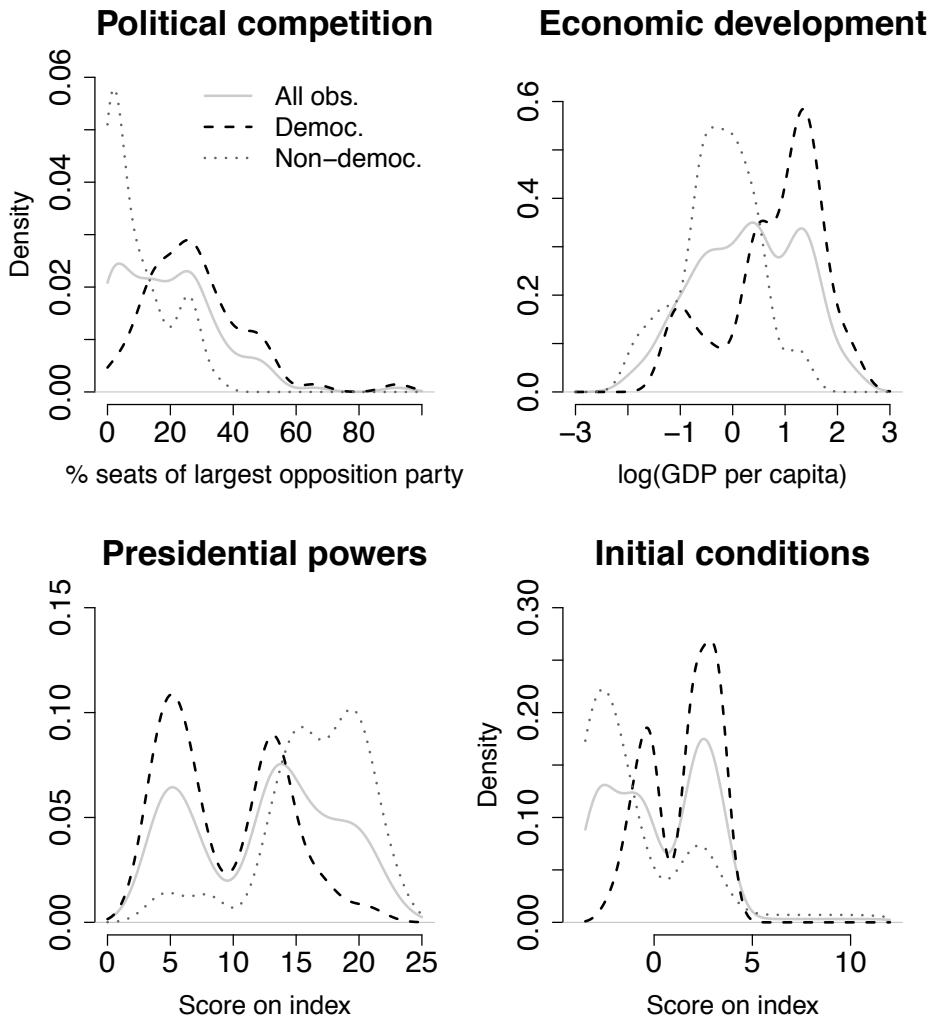 Political competition
Density
0.00 0.02 0.04 0.06
All obs.
Democ.
Non−democ.
0 20 40 60 80
% seats of largest opposition party
Economic development
0.0 0.2 0.4 0.6
−3 −1 0 1 2 3
log(GDP per capita)
Presidential powers
0.00 0.05 0.10 0.15
0 5 10 15 20 25
Score on index
Initial conditions
Density
0.00 0.10 0.20 0.30
0 5 10
Score on index